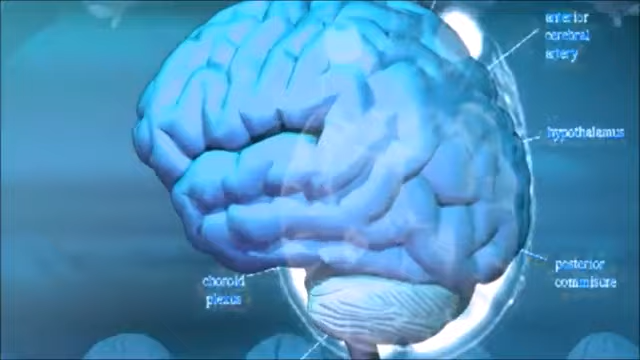 anterior
cerebral
artery
hypothalamus
posterior
commisure
choroid
plexus